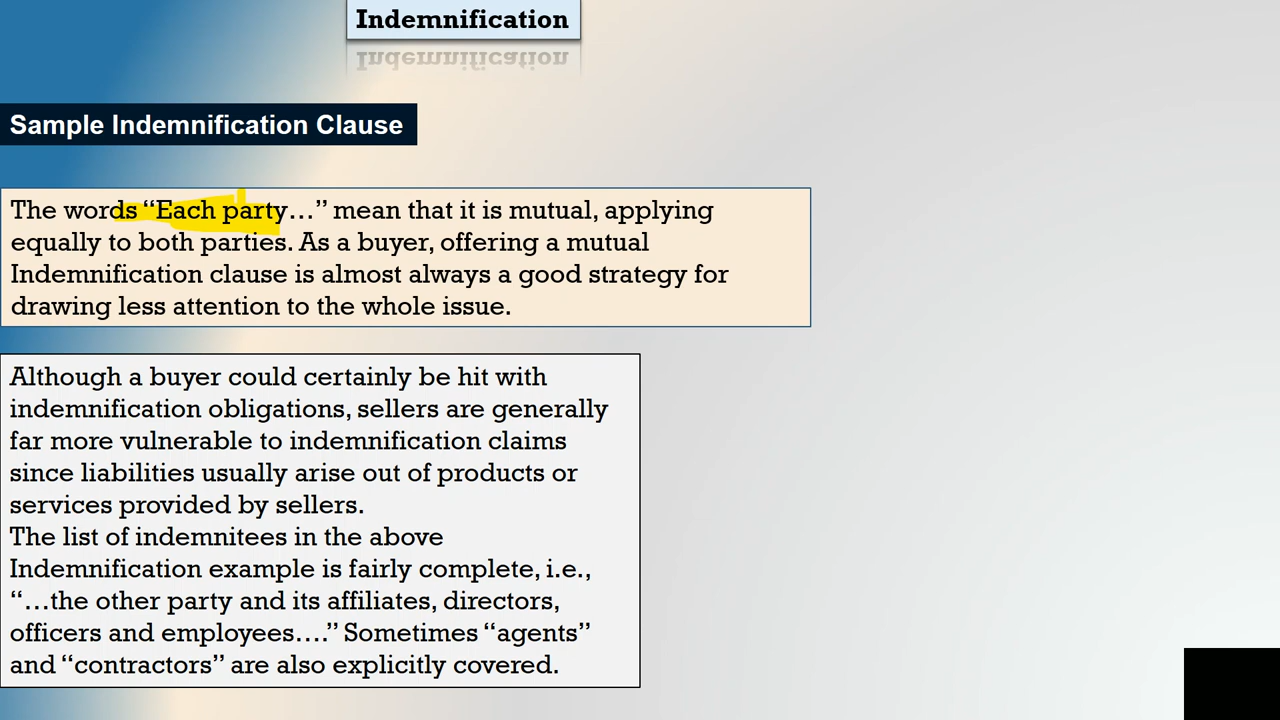 Indemnification
Sample Indemnification Clause
The words “Each party…” mean that it is mutual, applying
equally to both parties. As a buyer, offering a mutual
Indemnification clause is almost always a good strategy for
drawing less attention to the whole issue.
Although a buyer could certainly be hit with
indemnification obligations, sellers are generally
far more vulnerable to indemnification claims
since liabilities usually arise out of products or
services provided by sellers.
The list of indemnitees in the above
Indemnification example is fairly complete, i.e.,
“…the other party and its affiliates, directors,
officers and employees….” Sometimes “agents”
and “contractors” are also explicitly covered.